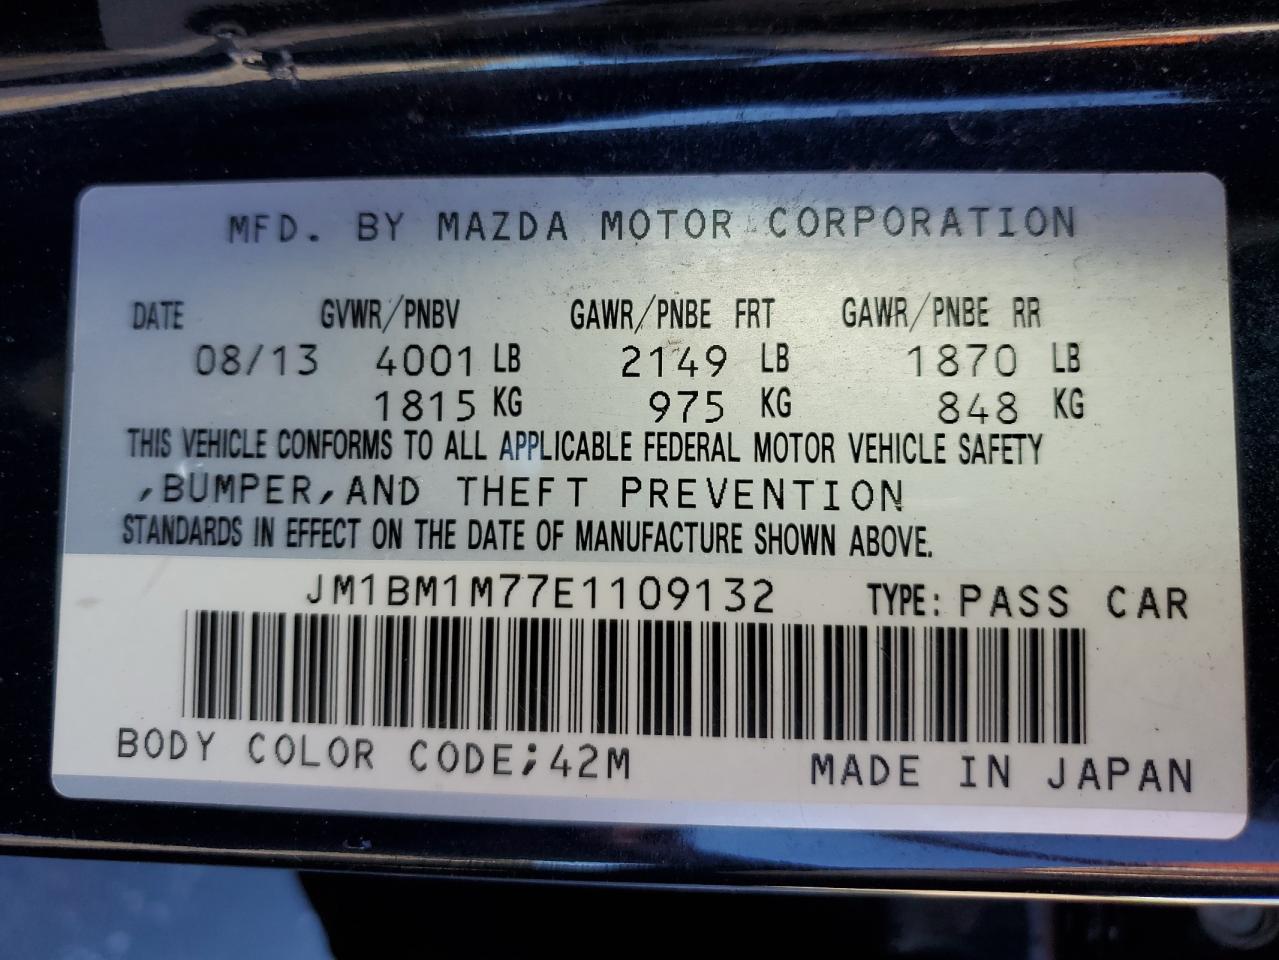 MFD. BY MAZDA MOTOR CORPORATION
DATE GVWR/PNBV GAWR/PNBE FRT GAWR/PNBE RR
08/13 4001 LB 2149 LB 1870 LB
1815 KG 975 KG 848 KG
THIS VEHICLE CONFORMS TO ALL APPLICABLE FEDERAL MOTOR VEHICLE SAFETY
,BUMPER,AND THEFT PREVENTION
STANDARDS IN EFFECT ON THE DATE OF MANUFACTURE SHOWN ABOVE.
JM1BM1M77E1109132 TYPE: PASS CAR
BODY COLOR CODE;42M MADE IN JAPAN